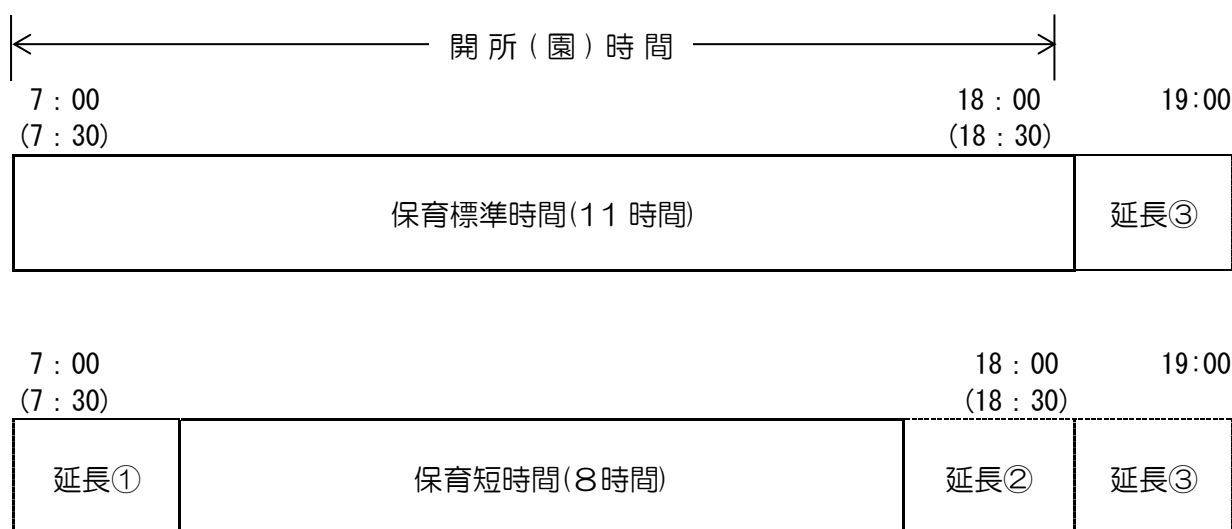 開所(園)時間
7：00 18：00 19:00
(7：30) (18：30)
保育標準時間(11時間) 延長③
7：00 18：00 19:00
(7：30) (18：30)
延長① 保育短時間(8時間) 延長② 延長③